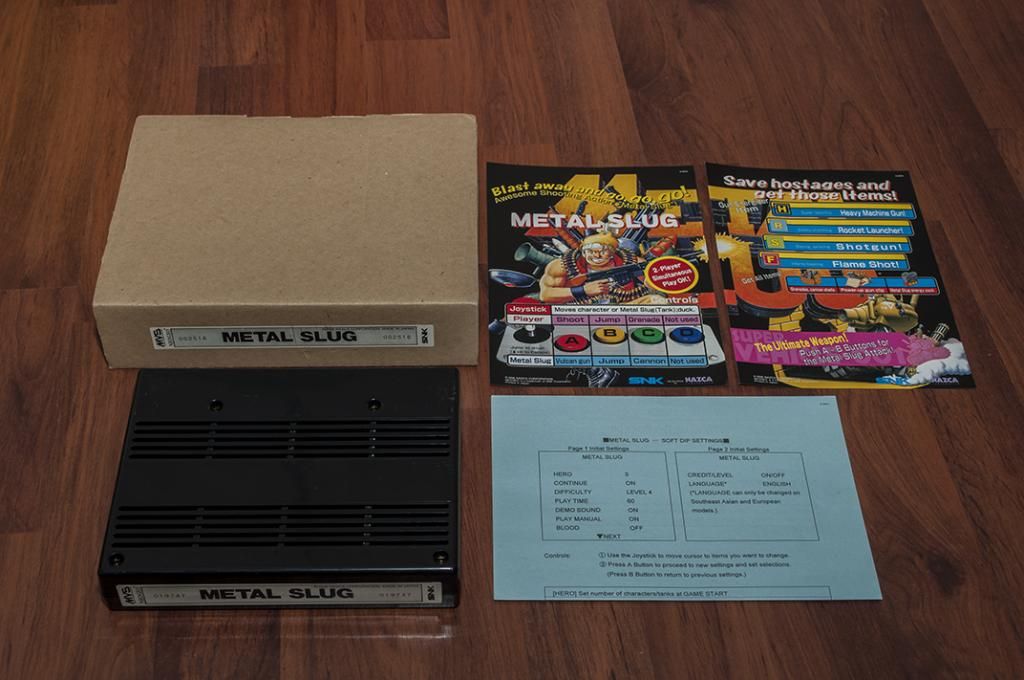 MVS
002516
METAL SLUG
002516
SNK
MVS
019747
METAL SLUG
019747
SNK
Blast away and go, go, go!
METAL SLUG
2-Player
Simultaneous
Play OK!
Controls
Joystick Moves character or Metal Slug(Tank);duck.
Player Shoot Jump Grenade Not used
A B C D
Metal Slug Vulcan gun Jump Cannon Not used
SNK NAZCA
Save hostages and
get those Items!
H Heavy Machine Gun!
R Rocket Launcher!
S Shotgun!
F Flame Shot!
The Ultimate Weapon!
Push A+B Buttons for
the Metal Slug Attack!
SNK NAZCA
■METAL SLUG — SOFT DIP SETTINGS■
Page 1 Initial Settings
METAL SLUG
HERO 3
CONTINUE ON
DIFFICULTY LEVEL 4
PLAY TIME 60
DEMO SOUND ON
PLAY MANUAL ON
BLOOD OFF
▼NEXT
Page 2 Initial Settings
METAL SLUG
CREDIT/LEVEL ON/OFF
LANGUAGE* ENGLISH
(*LANGUAGE can only be changed on
Southeast Asian and European
models.)
Controls: ① Use the Joystick to move cursor to items you want to change.
② Press A Button to proceed to new settings and set selections.
(Press B Button to return to previous settings.)
[HERO] Set number of characters/tanks at GAME START